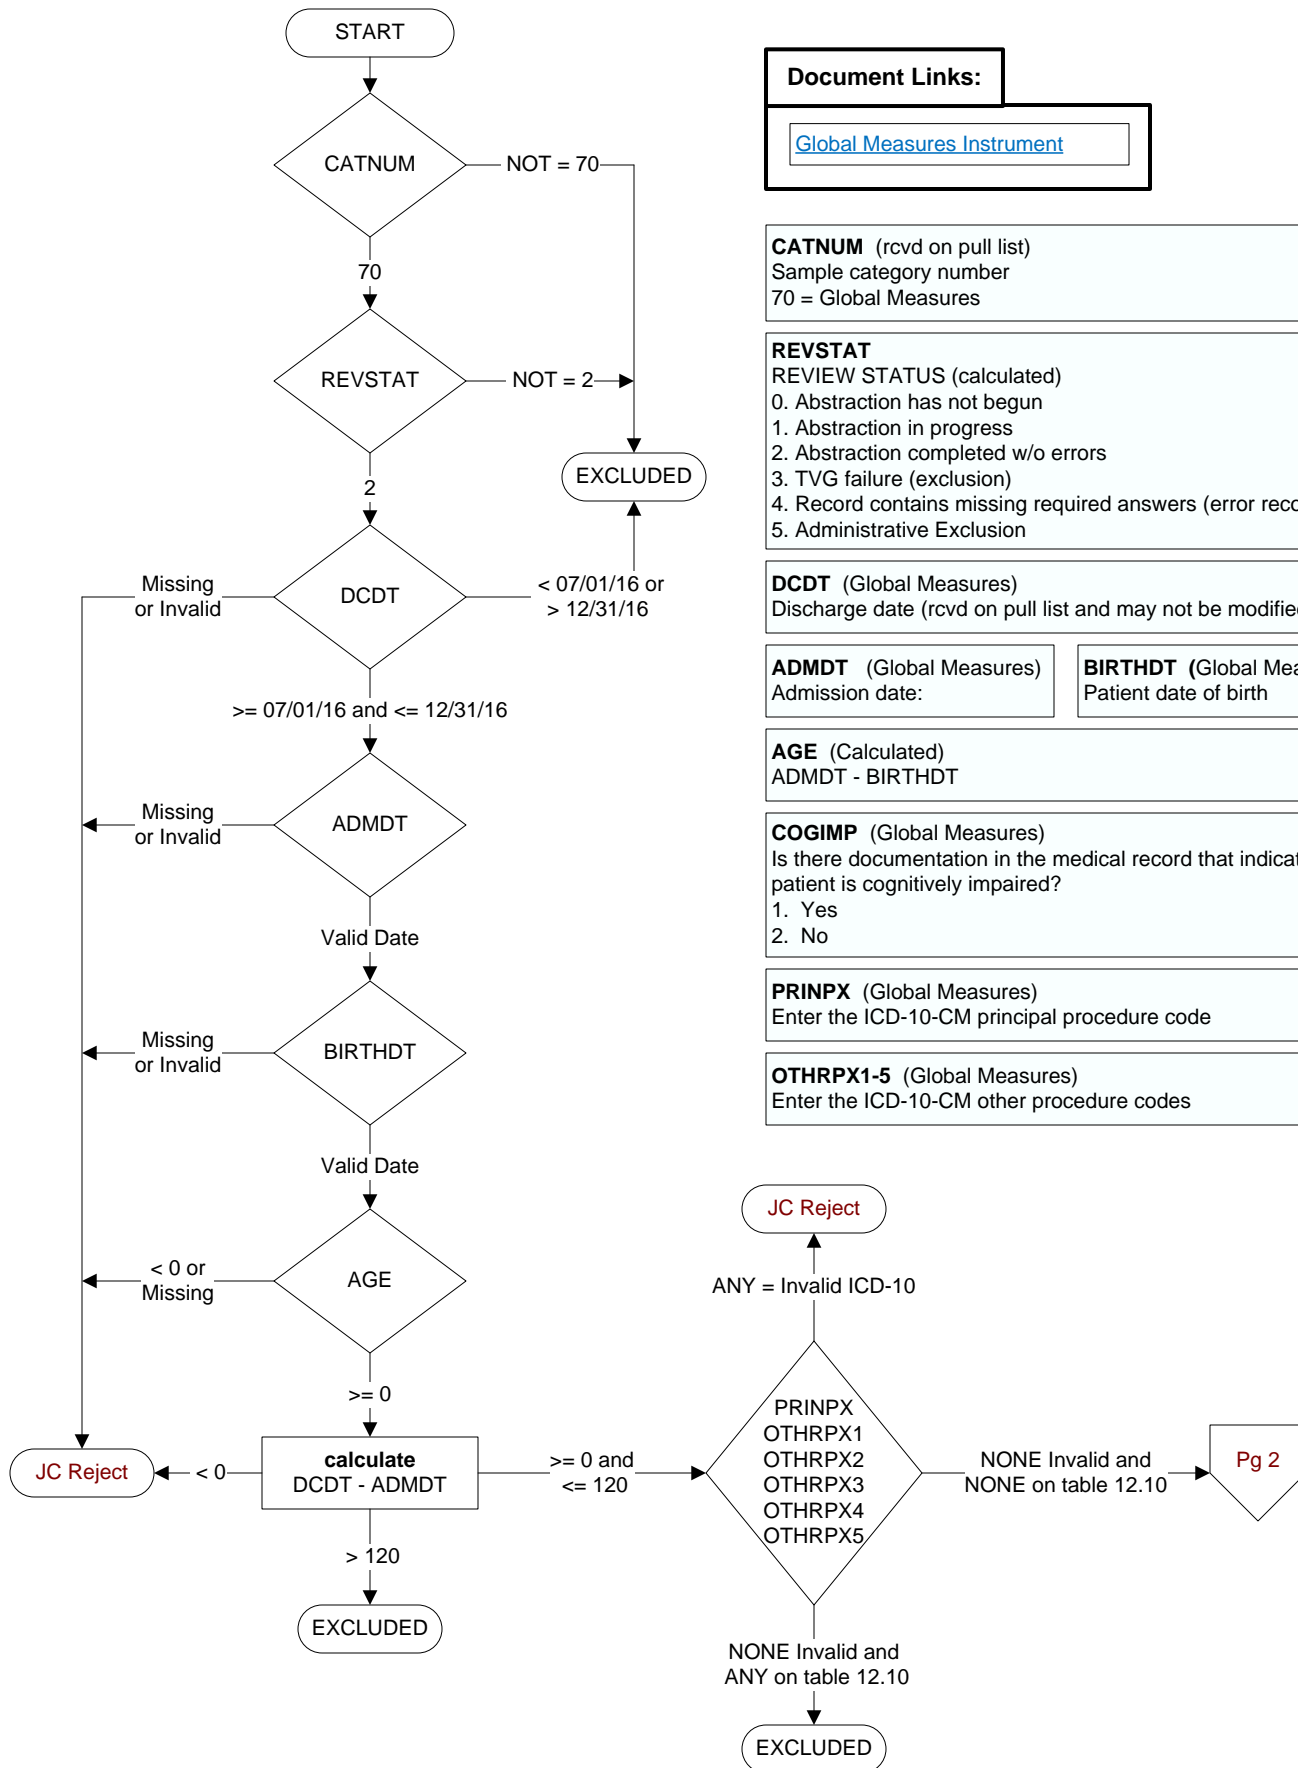 START
CATNUM
NOT = 70
70
REVSTAT
NOT = 2
EXCLUDED
2
DCDT
Missing
or Invalid
< 07/01/16 or
> 12/31/16
>= 07/01/16 and <= 12/31/16
ADMDT
Missing
or Invalid
Valid Date
BIRTHDT
Missing
or Invalid
Valid Date
AGE
< 0 or
Missing
>= 0
calculate
DCDT - ADMDT
< 0
JC Reject
> 120
EXCLUDED
>= 0 and
<= 120
PRINPX
OTHRPX1
OTHRPX2
OTHRPX3
OTHRPX4
OTHRPX5
ANY = Invalid ICD-10
JC Reject
NONE Invalid and
NONE on table 12.10
Pg 2
NONE Invalid and
ANY on table 12.10
EXCLUDED
Document Links:
Global Measures Instrument
CATNUM (rcvd on pull list)
Sample category number
70 = Global Measures
REVSTAT
REVIEW STATUS (calculated)
0. Abstraction has not begun
1. Abstraction in progress
2. Abstraction completed w/o errors
3. TVG failure (exclusion)
4. Record contains missing required answers (error
5. Administrative Exclusion
DCDT (Global Measures)
Discharge date (rcvd on pull list and may not be
ADMDT (Global Measures)
Admission date:
BIRTHDT (Global
Patient date of birth
AGE (Calculated)
ADMDT - BIRTHDT
COGIMP (Global Measures)
Is there documentation in the medical record that
patient is cognitively impaired?
1. Yes
2. No
PRINPX (Global Measures)
Enter the ICD-10-CM principal procedure code
OTHRPX1-5 (Global Measures)
Enter the ICD-10-CM other procedure codes